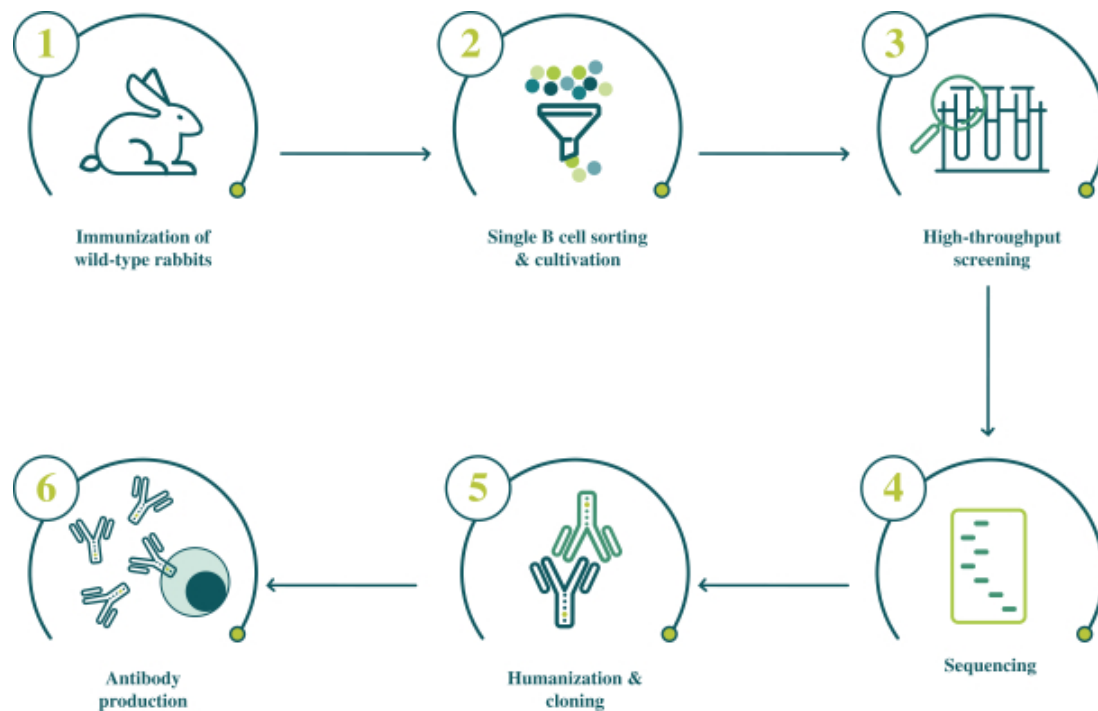 1
Immunization of
wild-type rabbits
2
Single B cell sorting
& cultivation
3
High-throughput
screening
4
Sequencing
5
Humanization &
cloning
6
Antibody
production